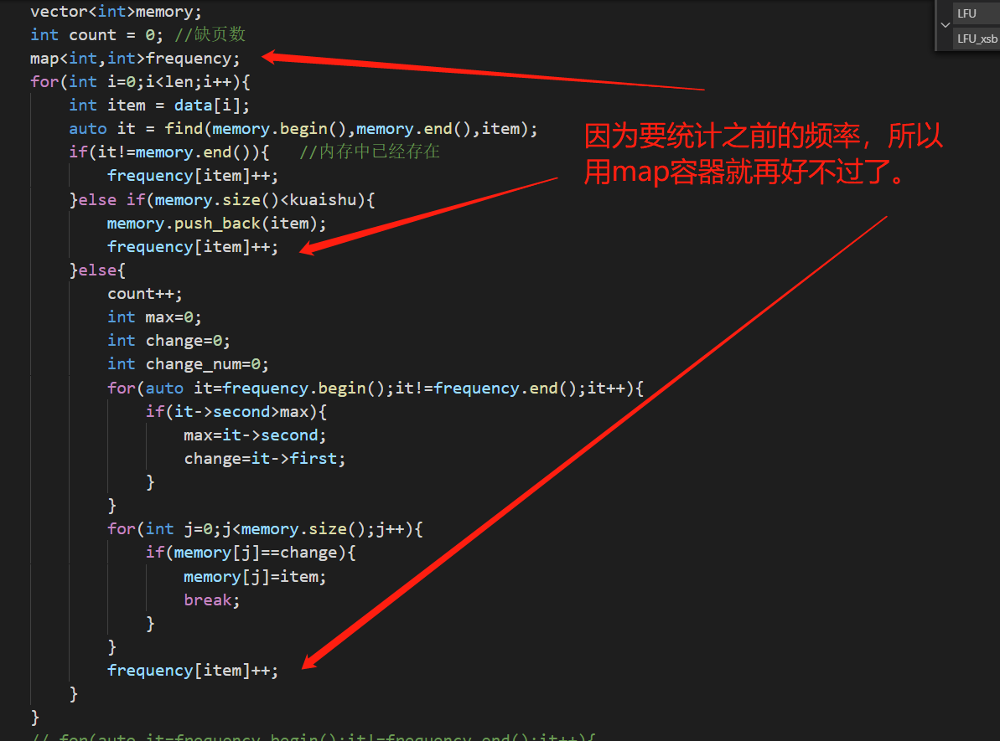 vector<int>memory;
int count = 0; //缺页数
map<int,int>frequency;
for(int i=0;i<len;i++){
int item = data[i];
auto it = find(memory.begin(),memory.end(),item);
if(it!=memory.end()){ //内存中已经存在
frequency[item]++;
}else if(memory.size()<kuaishu){
memory.push_back(item);
frequency[item]++;
}else{
count++;
int max=0;
int change=0;
int change_num=0;
for(auto it=frequency.begin();it!=frequency.end();it++){
if(it->second>max){
max=it->second;
change=it->first;
}
}
for(int j=0;j<memory.size();j++){
if(memory[j]==change){
memory[j]=item;
break;
}
}
frequency[item]++;
}
}
// for(auto it=frequency.begin();it!=frequency.end();it++){
LFU
LFU_xsb
因为要统计之前的频率，所以
用map容器就再好不过了。